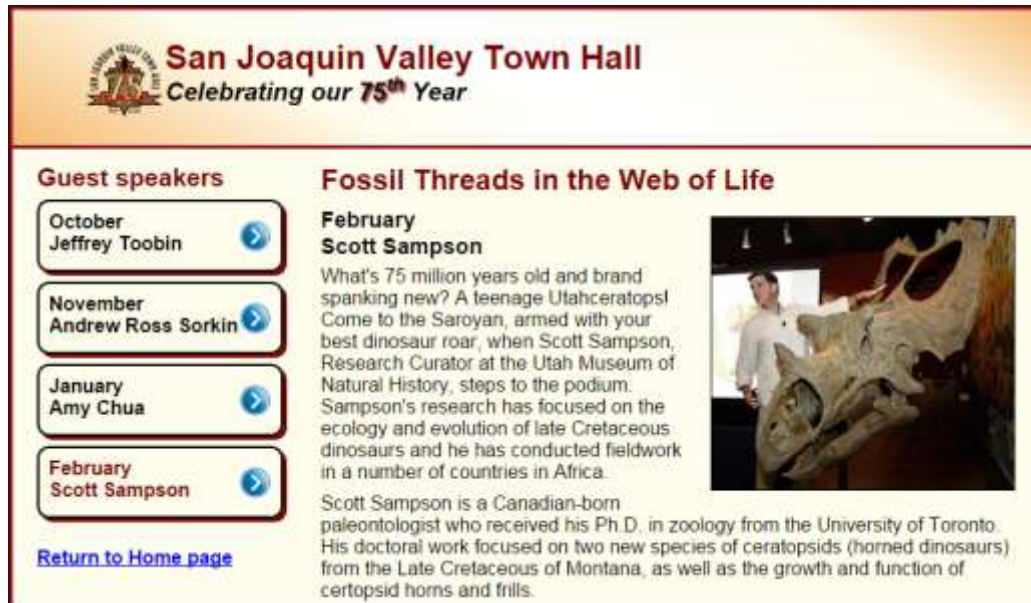 San Joaquin Valley Town Hall
Celebrating our 75th Year
Guest speakers
October
Jeffrey Toobin
November
Andrew Ross Sorkin
January
Amy Chua
February
Scott Sampson
Return to Home page
Fossil Threads in the Web of Life
February
Scott Sampson
What's 75 million years old and brand
spanking new? A teenage Utahceratops!
Come to the Saroyan, armed with your
best dinosaur roar, when Scott Sampson,
Research Curator at the Utah Museum of
Natural History, steps to the podium.
Sampson's research has focused on the
ecology and evolution of late Cretaceous
dinosaurs and he has conducted fieldwork
in a number of countries in Africa.
Scott Sampson is a Canadian-born
paleontologist who received his Ph.D. in zoology from the University of Toronto.
His doctoral work focused on two new species of ceratopsids (horned dinosaurs)
from the Late Cretaceous of Montana, as well as the growth and function of
certopsid horns and frills.